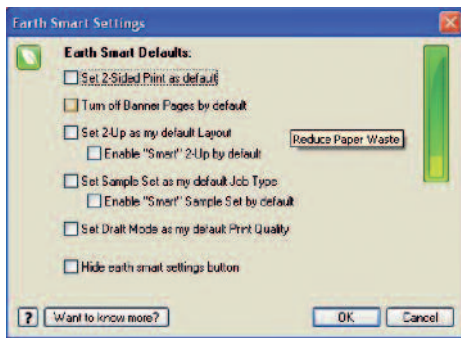 Earth Smart Settings
Earth Smart Defaults:
Set 2-Sided Print as default
Turn off Banner Pages by default
Set 2-Up as my default Layout
Reduce Paper Waste
Enable "Smart" 2-Up by default
Set Sample Set as my default Job Type
Enable "Smart" Sample Set by default
Set Draft Mode as my default Print Quality
Hide earth smart settings button
? Want to know more? OK Cancel